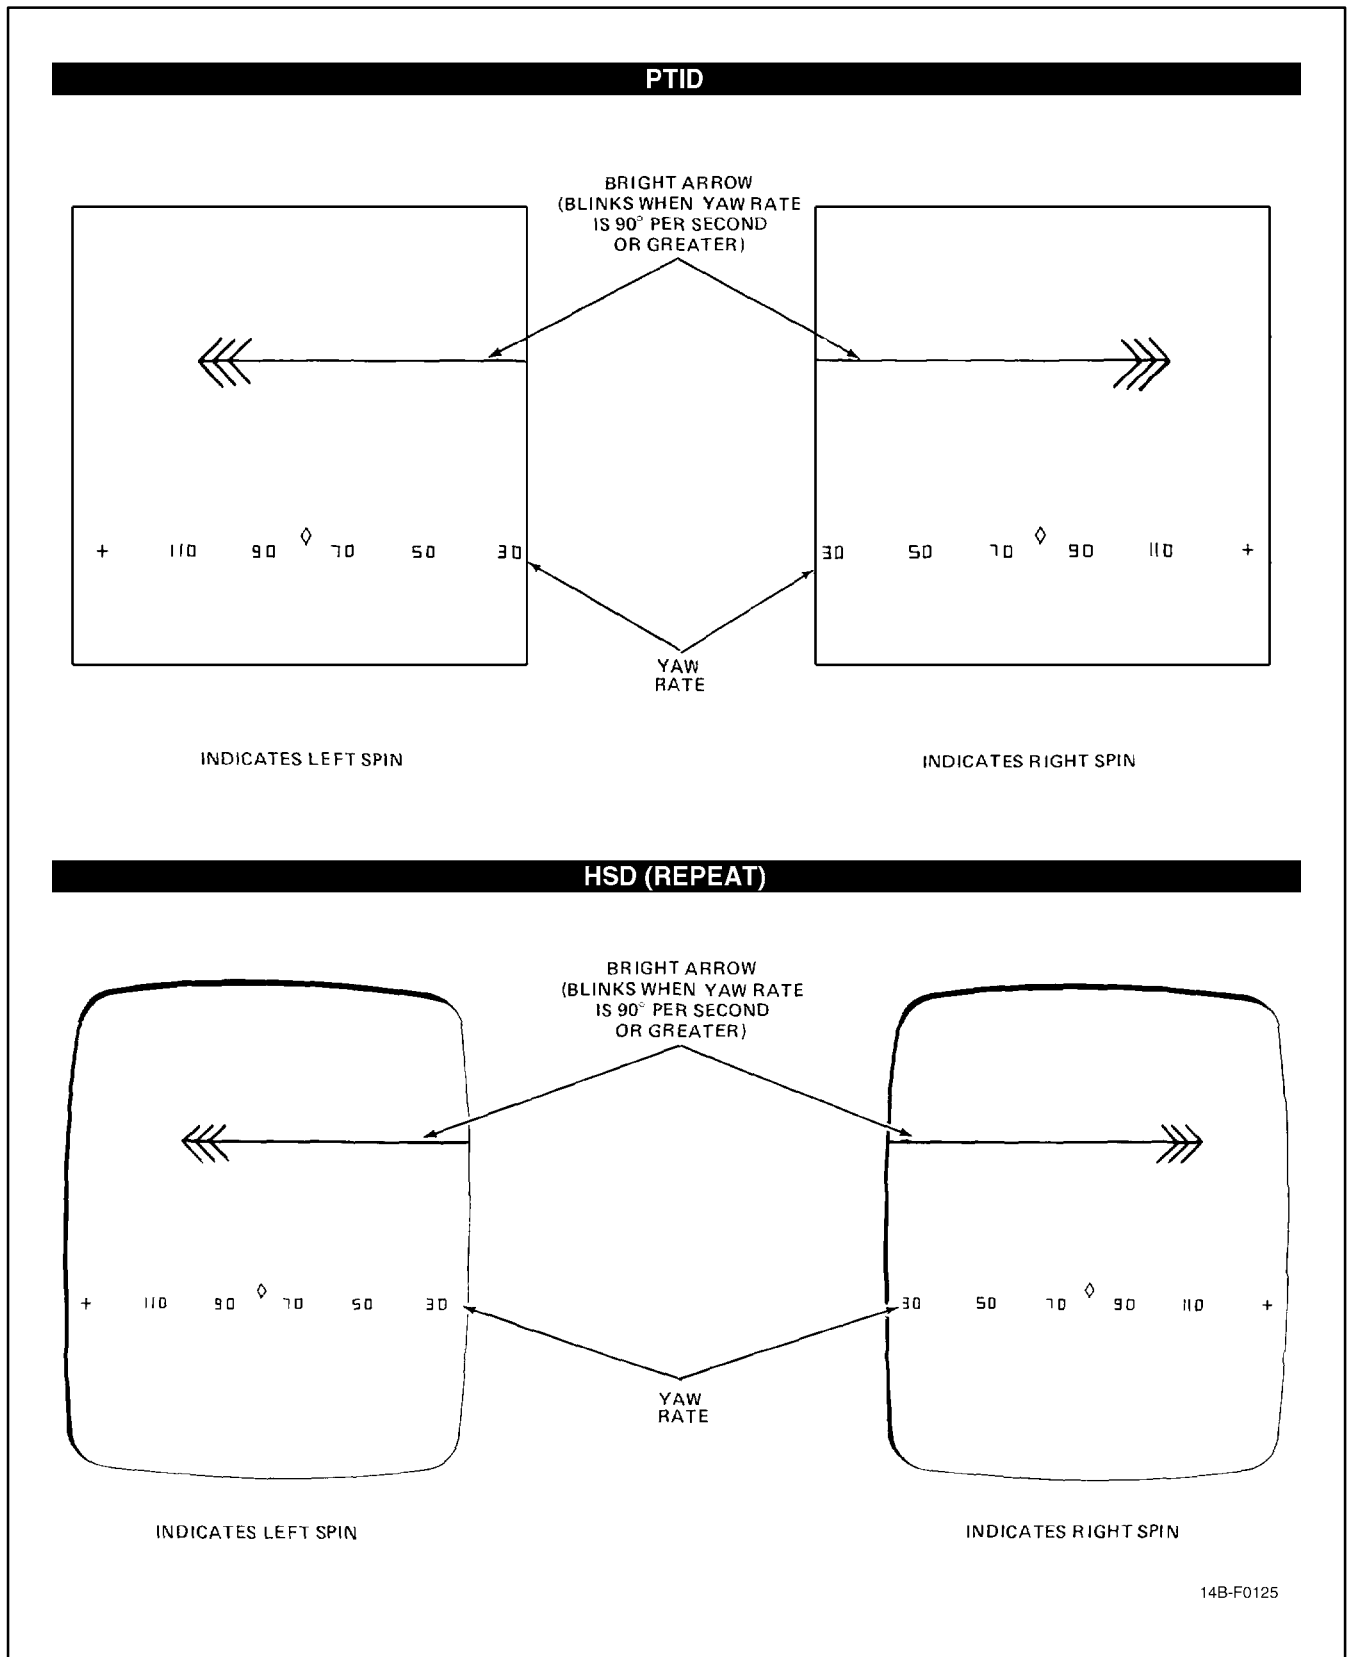 PTID
BRIGHT ARROW
(BLINKS WHEN YAW RATE
IS 90° PER SECOND
OR GREATER)
+ 110 90 ◊ 70 50 30
30 50 70 ◊ 90 110 +
YAW
RATE
INDICATES LEFT SPIN
INDICATES RIGHT SPIN
HSD (REPEAT)
BRIGHT ARROW
(BLINKS WHEN YAW RATE
IS 90° PER SECOND
OR GREATER)
+ 110 90 ◊ 70 50 30
30 50 70 ◊ 90 110 +
YAW
RATE
INDICATES LEFT SPIN
INDICATES RIGHT SPIN
14B-F0125